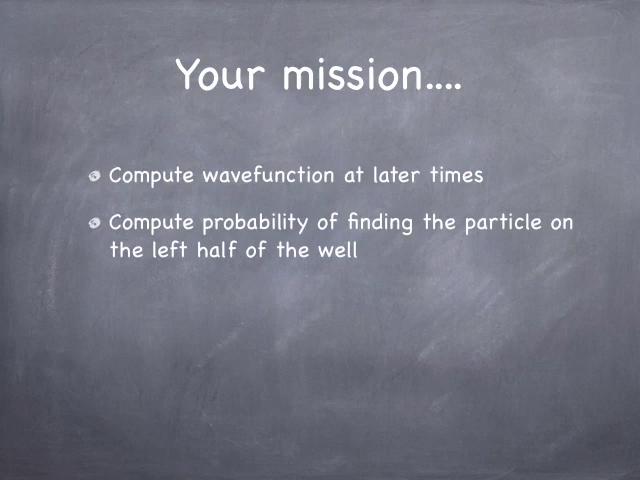 Your mission....
Compute wavefunction at later times
Compute probability of finding the particle on
the left half of the well